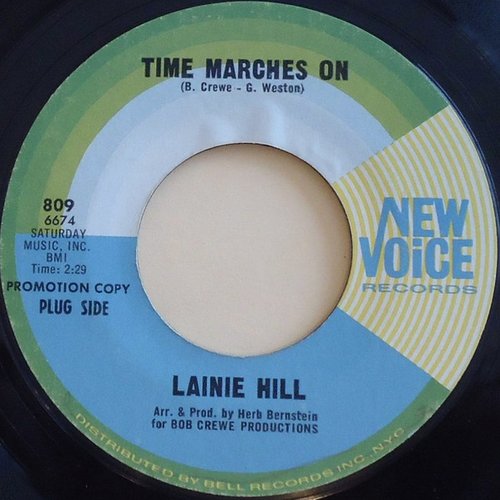 TIME MARCHES ON
(B. Crewe - G. Weston)
809
6674
SATURDAY
MUSIC, INC.
BMI
Time: 2:29
PROMOTION COPY
PLUG SIDE
NEW
VOiCE
RECORDS
LAINIE HILL
Arr. & Prod. by Herb Bernstein
for BOB CREWE PRODUCTIONS
DISTRIBUTED BY BELL RECORDS INC. N.Y.C.